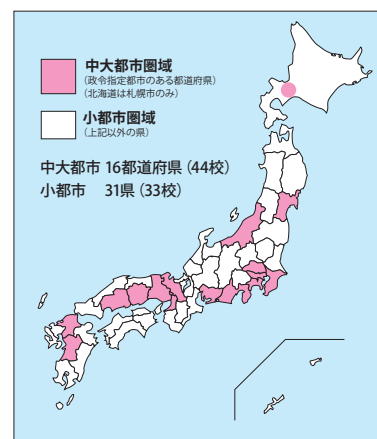 中大都市圏域
(政令指定都市のある都道府県)
(北海道は札幌市のみ)
小都市圏域
(上記以外の県)
中大都市 16都道府県 (44校)
小都市 31県 (33校)